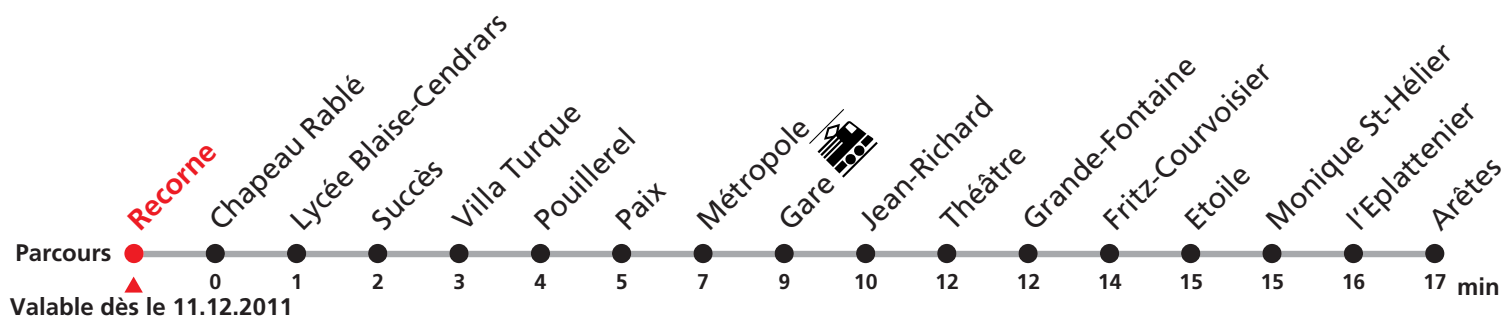 Recorne
Chapeau Rablé
Lycée Blaise-Cendrars
Succès
Villa Turque
Pouillerel
Paix
Métropole
Gare
Jean-Richard
Théâtre
Grande-Fontaine
Fritz-Courvoisier
Etoile
Monique St-Hélier
l'Eplattenier
Arêtes
Parcours
0 1 2 3 4 5 7 9 10 12 12 14 15 15 16 17 min
Valable dès le 11.12.2011